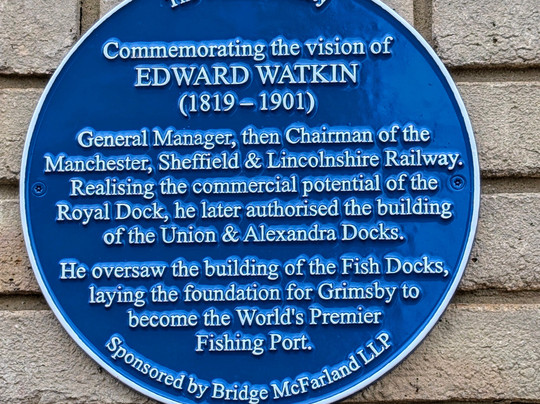 Commemorating the vision of
EDWARD WATKIN
(1819 – 1901)
General Manager, then Chairman of the
Manchester, Sheffield & Lincolnshire Railway.
Realising the commercial potential of the
Royal Dock, he later authorised the building
of the Union & Alexandra Docks.
He oversaw the building of the Fish Docks,
laying the foundation for Grimsby to
become the World's Premier
Fishing Port.
Sponsored by Bridge McFarland LLP